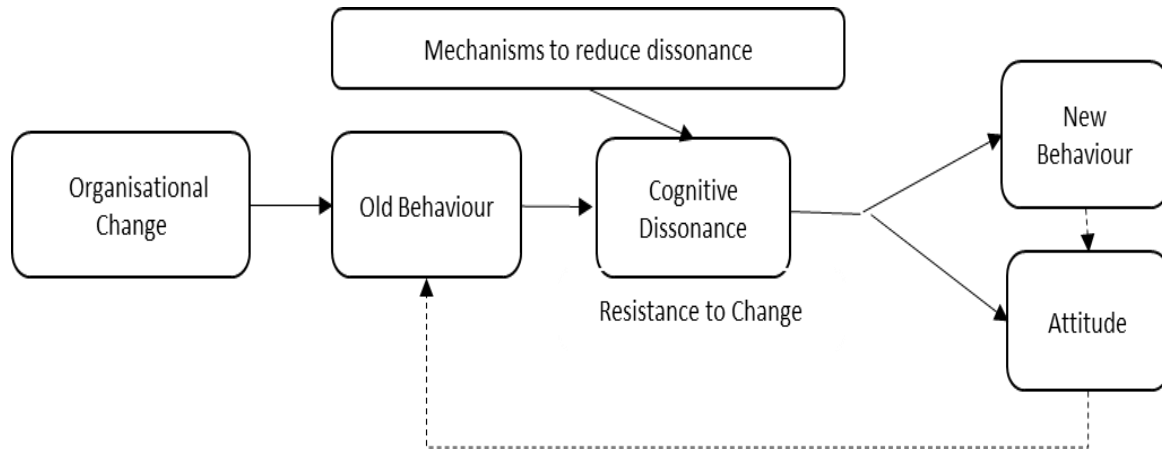 Mechanisms to reduce dissonance
Organisational
Change
Old Behaviour
Cognitive
Dissonance
Resistance to Change
New
Behaviour
Attitude